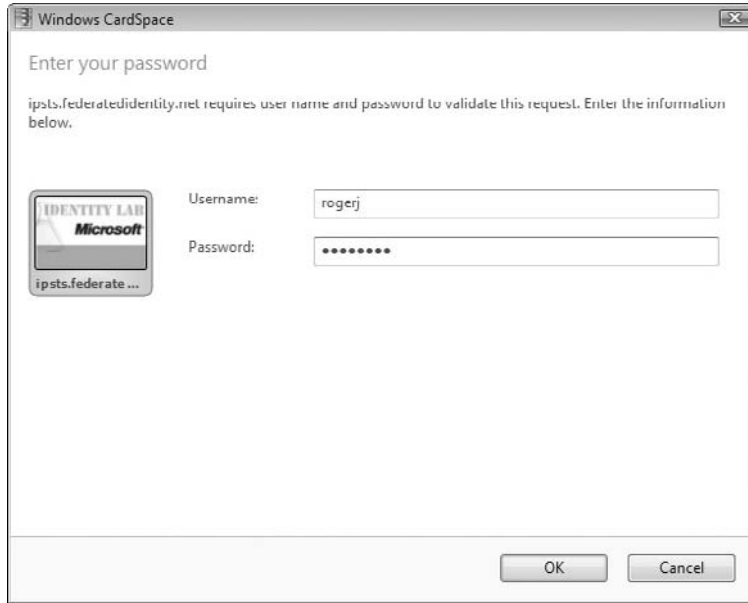 Windows CardSpace
Enter your password
ipsts.federatedidentity.net requires user name and password to validate this request. Enter the information
below.
IDENTITY LAB
Microsoft
ipsts.federate ...
Username:
rogerj
Password:
••••••••
OK
Cancel